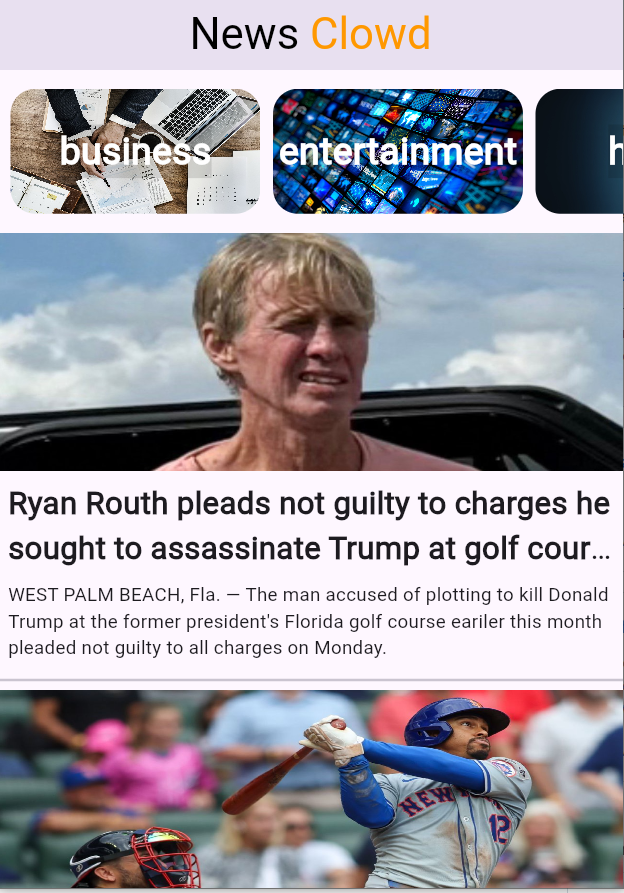 News Clowd
business
entertainment
h
Ryan Routh pleads not guilty to charges he
sought to assassinate Trump at golf cour...
WEST PALM BEACH, Fla. — The man accused of plotting to kill Donald
Trump at the former president's Florida golf course eariler this month
pleaded not guilty to all charges on Monday.
NEW
12